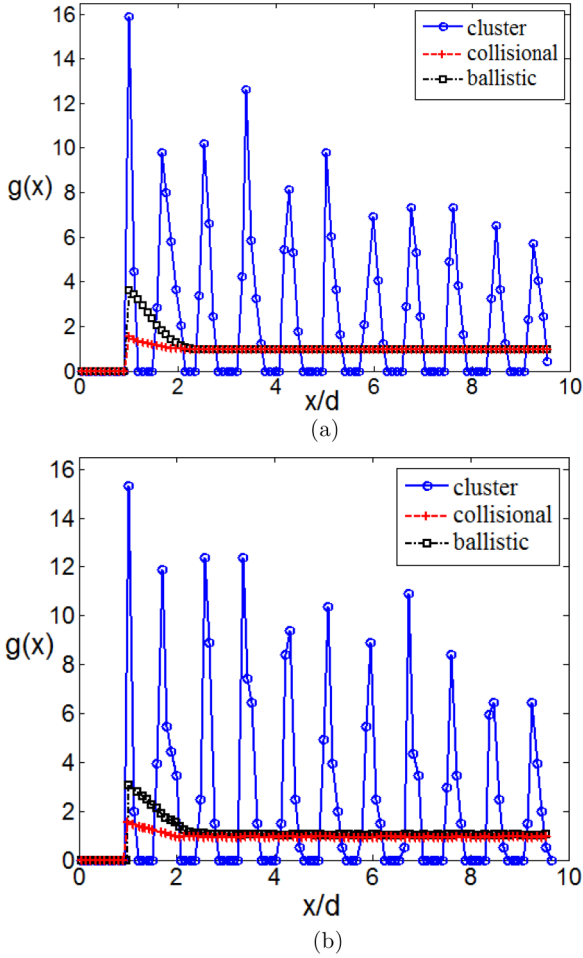 16
14
12
10
8
6
4
2
0
g(x)
cluster
collisional
ballistic
0 2 4 6 8 10
x/d
(a)
16
14
12
10
8
6
4
2
0
g(x)
cluster
collisional
ballistic
0 2 4 6 8 10
x/d
(b)